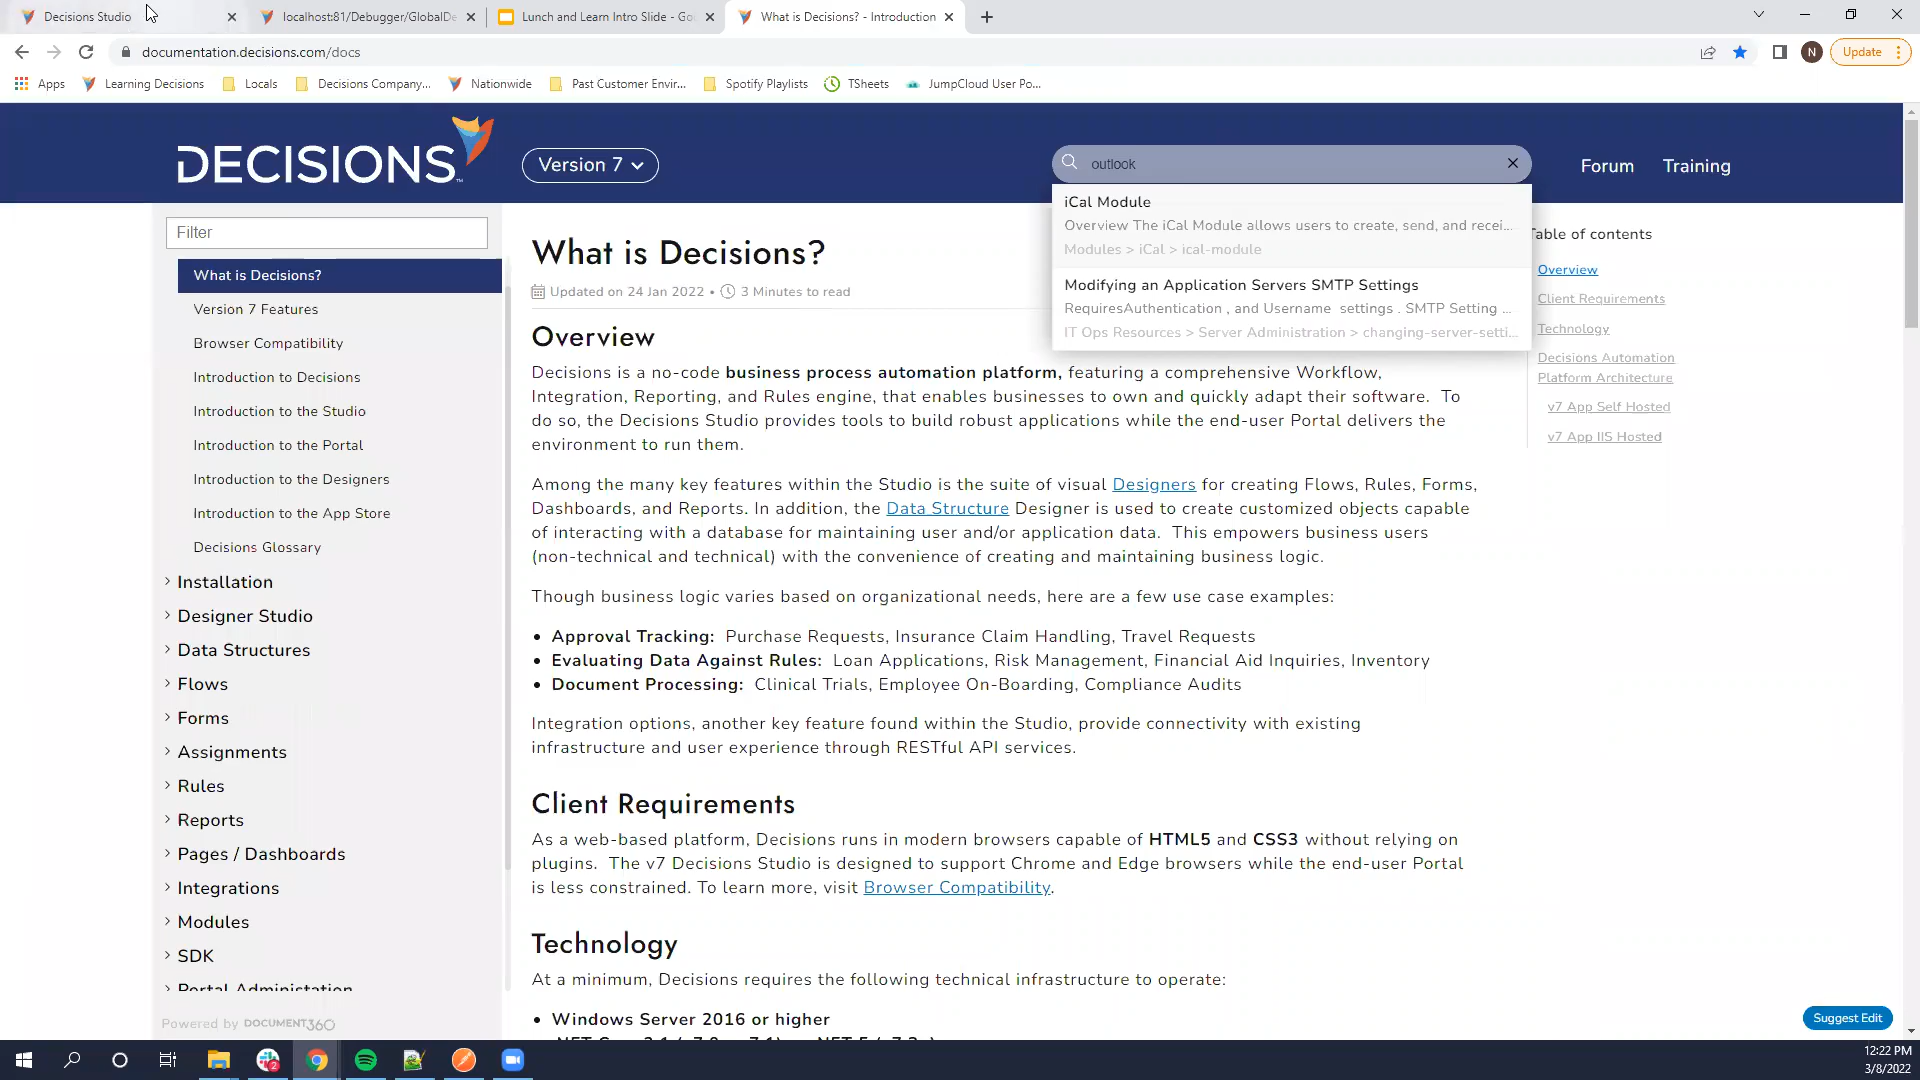 Decisions Studio
localhost:81/Debugger/GlobalDe
Lunch and Learn Intro Slide - Goo
What is Decisions? - Introduction
documentation.decisions.com/docs
N
Update
Apps
Learning Decisions
Locals
Decisions Company...
Nationwide
Past Customer Envir...
Spotify Playlists
TSheets
JumpCloud User Po...
DECISIONS
Version 7
outlook
Forum
Training
iCal Module
Overview The iCal Module allows users to create, send, and recei...
Modules > iCal > ical-module
Modifying an Application Servers SMTP Settings
RequiresAuthentication , and Username settings . SMTP Setting ...
IT Ops Resources > Server Administration > changing-server-setti...
Filter
What is Decisions?
Version 7 Features
Browser Compatibility
Introduction to Decisions
Introduction to the Studio
Introduction to the Portal
Introduction to the Designers
Introduction to the App Store
Decisions Glossary
Installation
Designer Studio
Data Structures
Flows
Forms
Assignments
Rules
Reports
Pages / Dashboards
Integrations
Modules
SDK
Portal Administation
Powered by DOCUMENT360
What is Decisions?
Updated on 24 Jan 2022 • 3 Minutes to read
Overview
Decisions is a no-code business process automation platform, featuring a comprehensive Workflow,
Integration, Reporting, and Rules engine, that enables businesses to own and quickly adapt their software. To
do so, the Decisions Studio provides tools to build robust applications while the end-user Portal delivers the
environment to run them.
Among the many key features within the Studio is the suite of visual Designers for creating Flows, Rules, Forms,
Dashboards, and Reports. In addition, the Data Structure Designer is used to create customized objects capable
of interacting with a database for maintaining user and/or application data. This empowers business users
(non-technical and technical) with the convenience of creating and maintaining business logic.
Though business logic varies based on organizational needs, here are a few use case examples:
• Approval Tracking: Purchase Requests, Insurance Claim Handling, Travel Requests
• Evaluating Data Against Rules: Loan Applications, Risk Management, Financial Aid Inquiries, Inventory
• Document Processing: Clinical Trials, Employee On-Boarding, Compliance Audits
Integration options, another key feature found within the Studio, provide connectivity with existing
infrastructure and user experience through RESTful API services.
Client Requirements
As a web-based platform, Decisions runs in modern browsers capable of HTML5 and CSS3 without relying on
plugins. The v7 Decisions Studio is designed to support Chrome and Edge browsers while the end-user Portal
is less constrained. To learn more, visit Browser Compatibility.
Technology
At a minimum, Decisions requires the following technical infrastructure to operate:
• Windows Server 2016 or higher
Table of contents
Overview
Client Requirements
Technology
Decisions Automation
Platform Architecture
v7 App Self Hosted
v7 App IIS Hosted
Suggest Edit
2
12:22 PM
3/8/2022